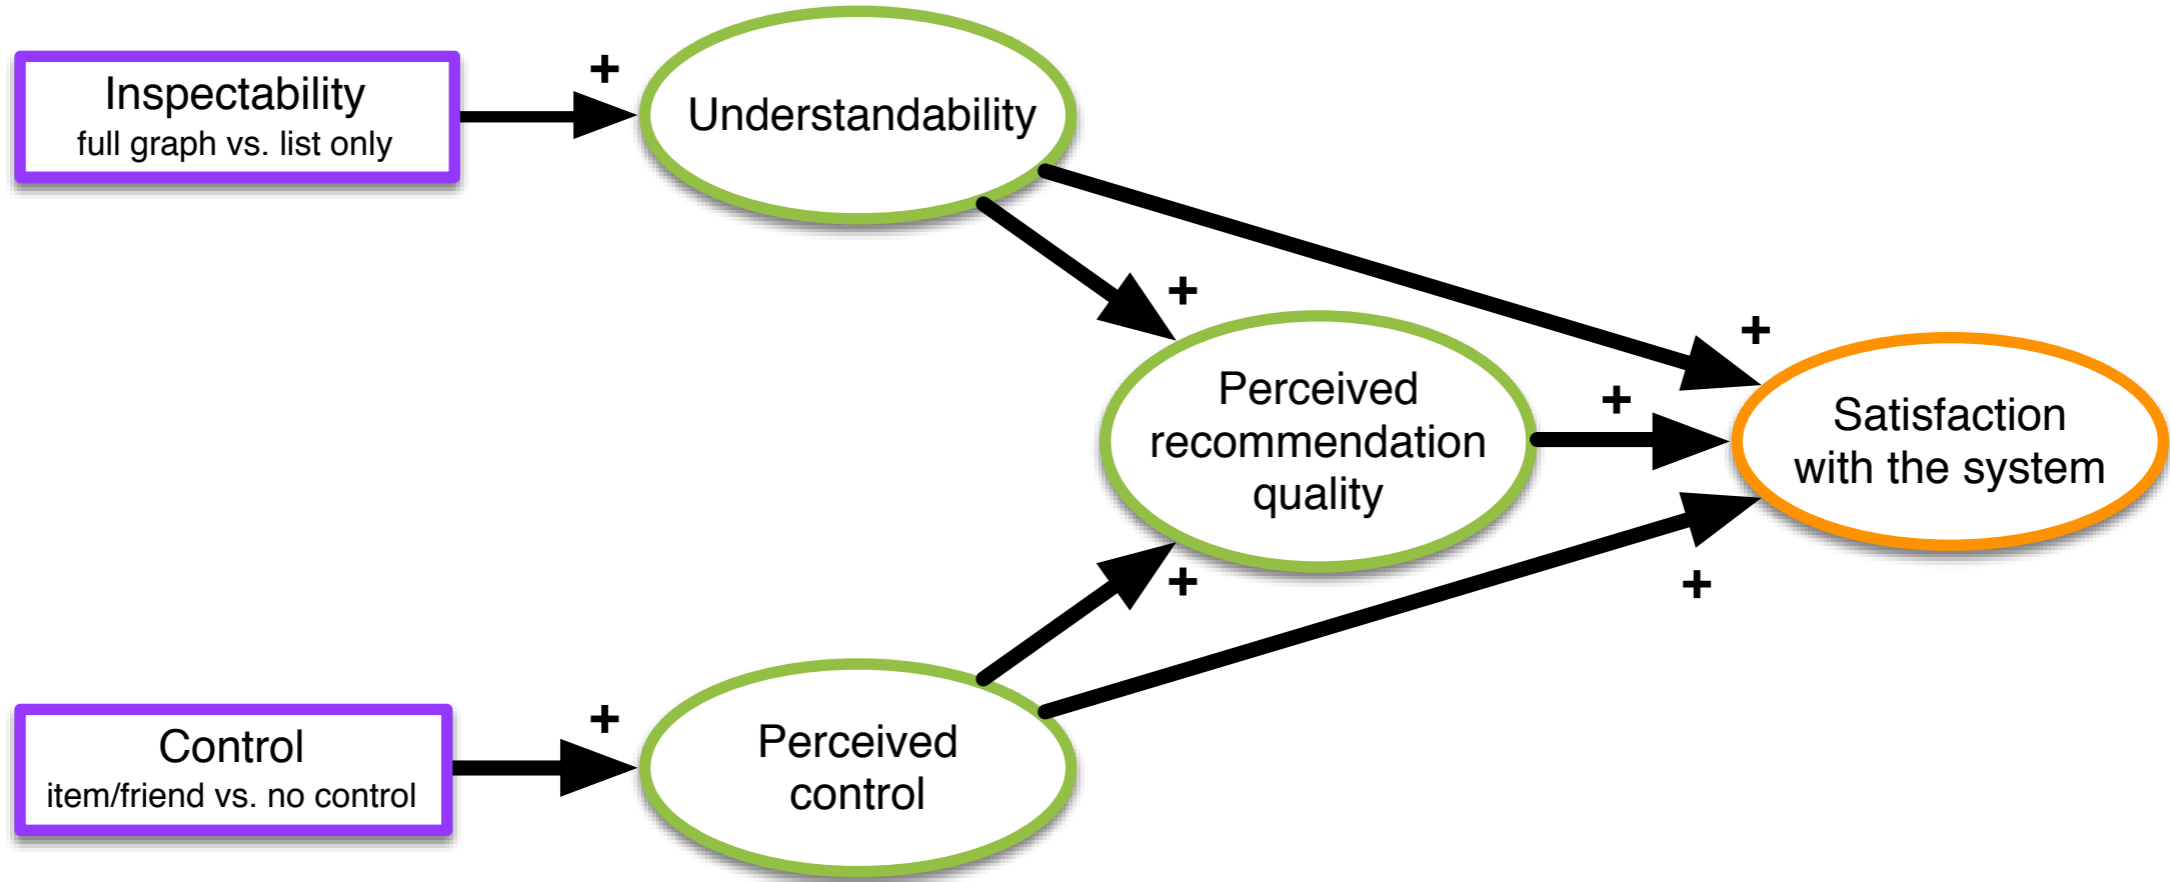 Inspectability
full graph vs. list only
+
Understandability
+
+
Perceived
recommendation
quality
+
Satisfaction
with the system
+
+
Control
item/friend vs. no control
+
Perceived
control